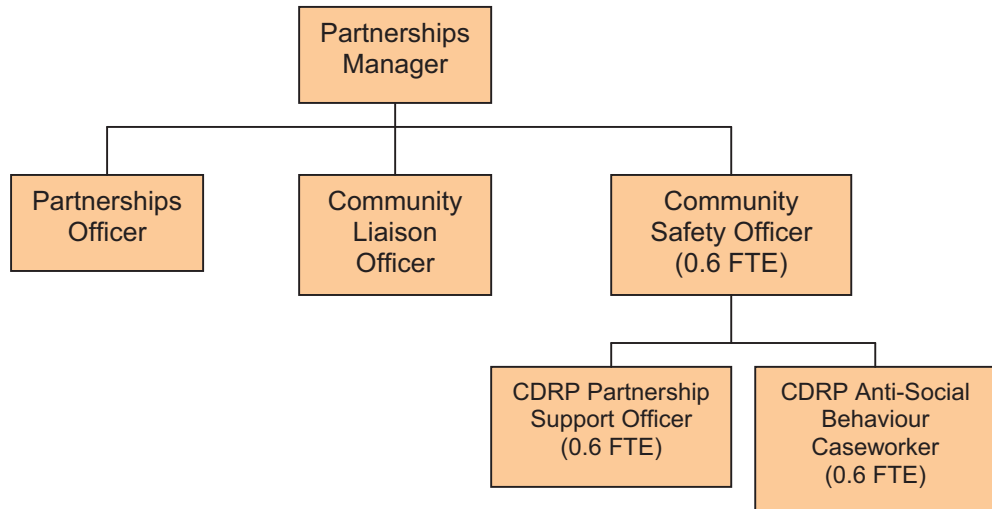 Partnerships
Manager
Partnerships
Officer
Community
Liaison
Officer
Community
Safety Officer
(0.6 FTE)
CDRP Partnership
Support Officer
(0.6 FTE)
CDRP Anti-Social
Behaviour
Caseworker
(0.6 FTE)